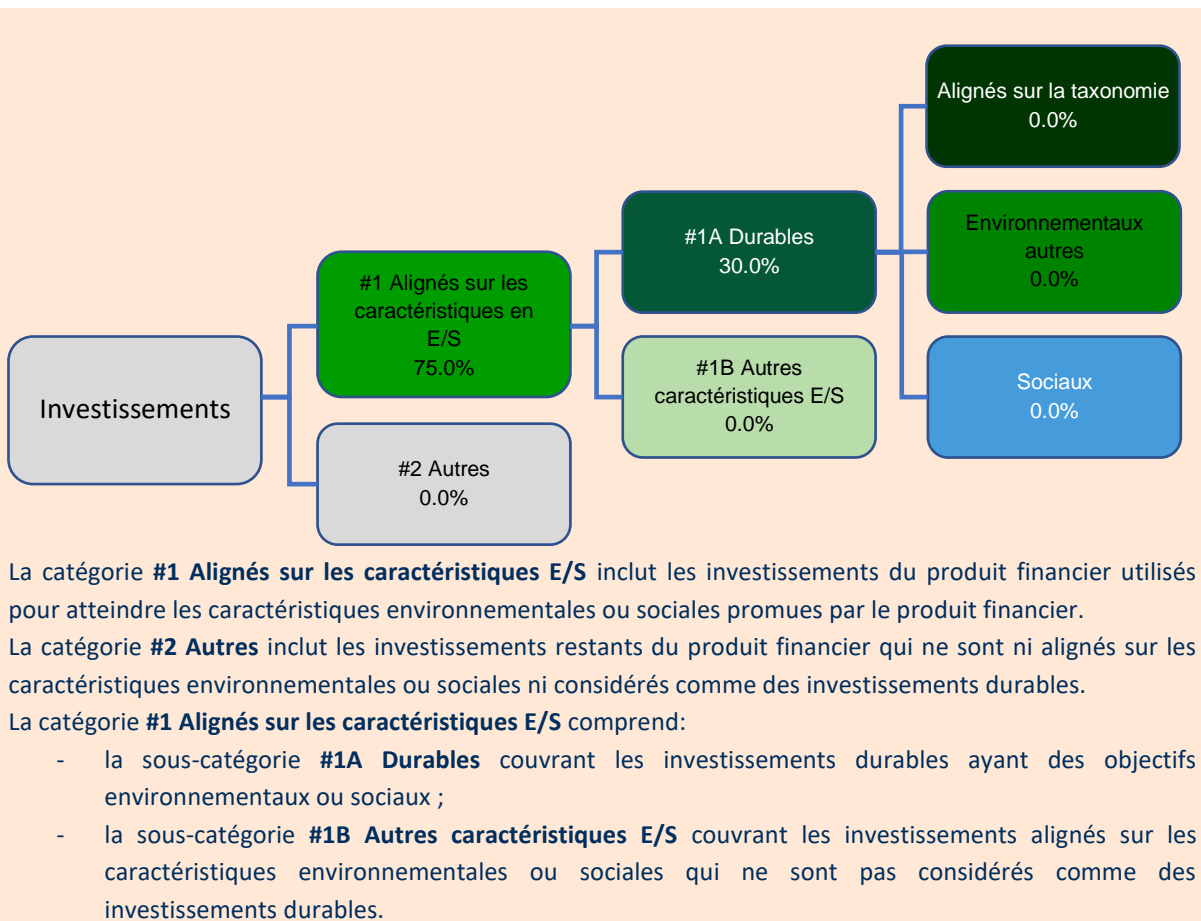 Investissements
#1 Alignés sur les
caractéristiques en
E/S
75.0%
#2 Autres
0.0%
#1A Durables
30.0%
#1B Autres
caractéristiques E/S
0.0%
Alignés sur la taxonomie
0.0%
Environnementaux
autres
0.0%
Sociaux
0.0%
La catégorie #1 Alignés sur les caractéristiques E/S inclut les investissements du produit financier utilisés
pour atteindre les caractéristiques environnementales ou sociales promues par le produit financier.
La catégorie #2 Autres inclut les investissements restants du produit financier qui ne sont ni alignés sur les
caractéristiques environnementales ou sociales ni considérés comme des investissements durables.
La catégorie #1 Alignés sur les caractéristiques E/S comprend:
- la sous-catégorie #1A Durables couvrant les investissements durables ayant des objectifs
environnementaux ou sociaux ;
- la sous-catégorie #1B Autres caractéristiques E/S couvrant les investissements alignés sur les
caractéristiques environnementales ou sociales qui ne sont pas considérés comme des
investissements durables.